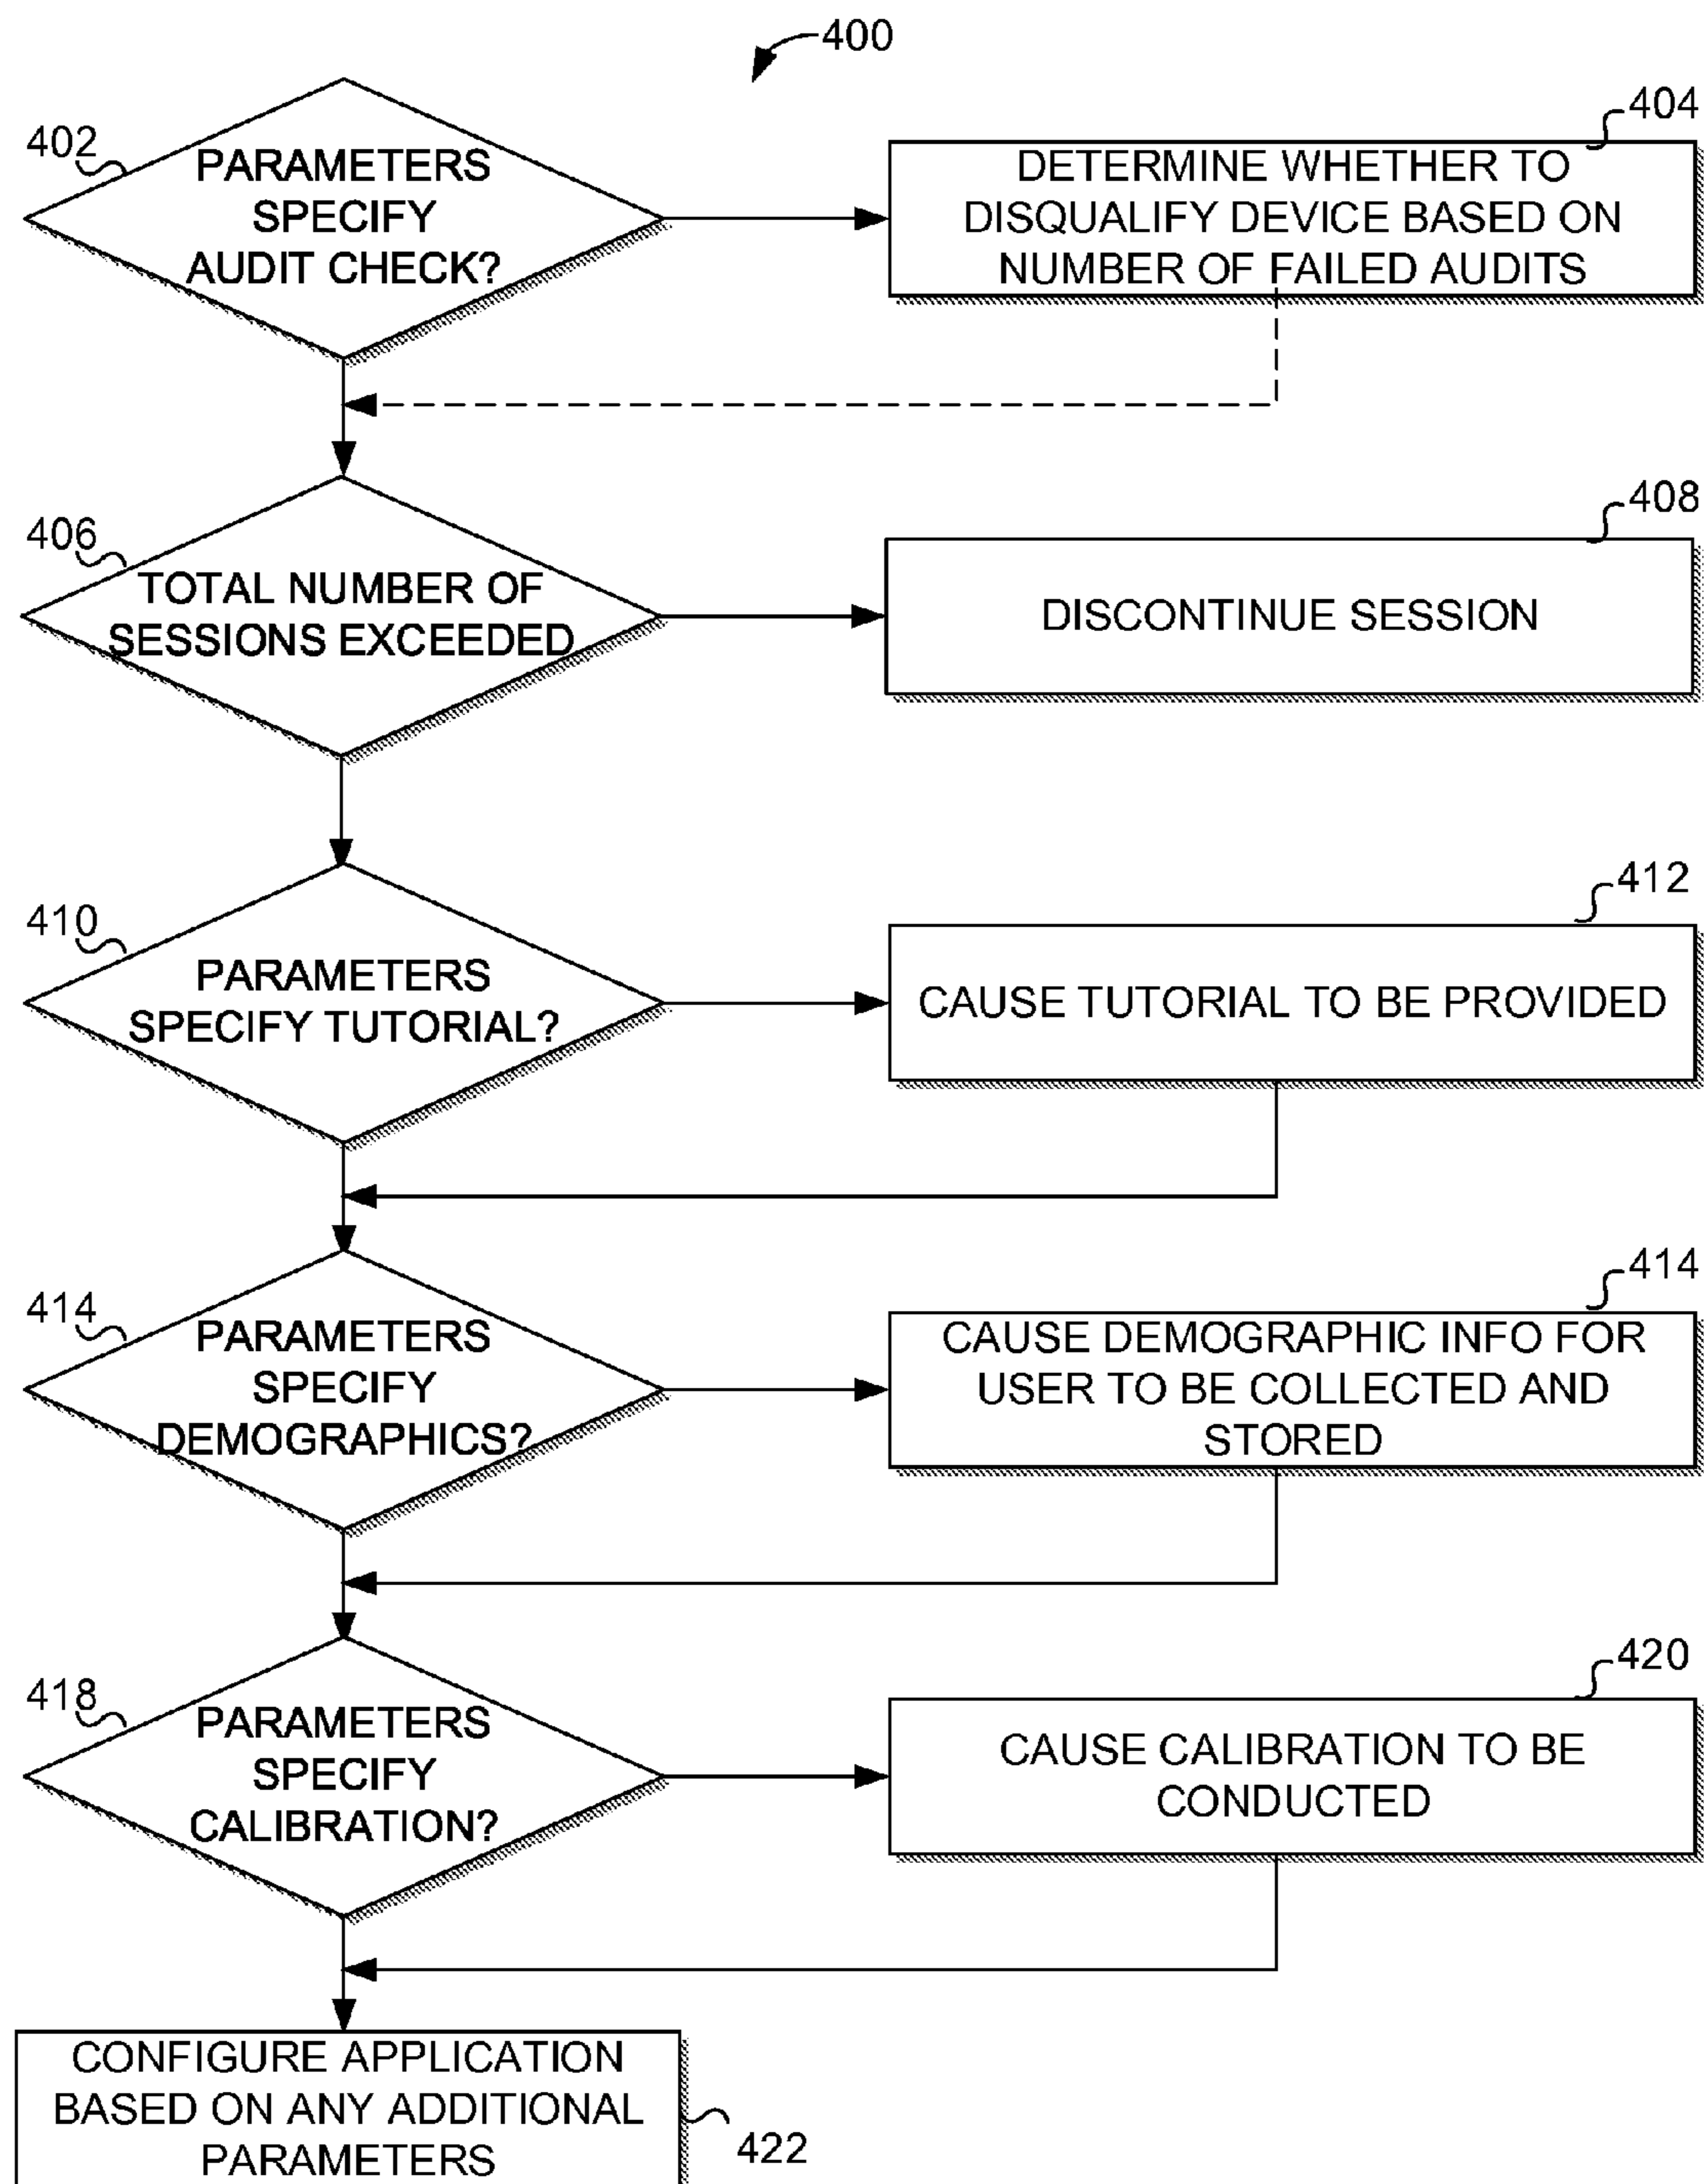 400
402
PARAMETERS
SPECIFY
AUDIT CHECK?
404
DETERMINE WHETHER TO
DISQUALIFY DEVICE BASED ON
NUMBER OF FAILED AUDITS
406
TOTAL NUMBER OF
SESSIONS EXCEEDED
408
DISCONTINUE SESSION
410
PARAMETERS
SPECIFY TUTORIAL?
412
CAUSE TUTORIAL TO BE PROVIDED
414
PARAMETERS
SPECIFY
DEMOGRAPHICS?
414
CAUSE DEMOGRAPHIC INFO FOR
USER TO BE COLLECTED AND
STORED
418
PARAMETERS
SPECIFY
CALIBRATION?
420
CAUSE CALIBRATION TO BE
CONDUCTED
CONFIGURE APPLICATION
BASED ON ANY ADDITIONAL
PARAMETERS
422